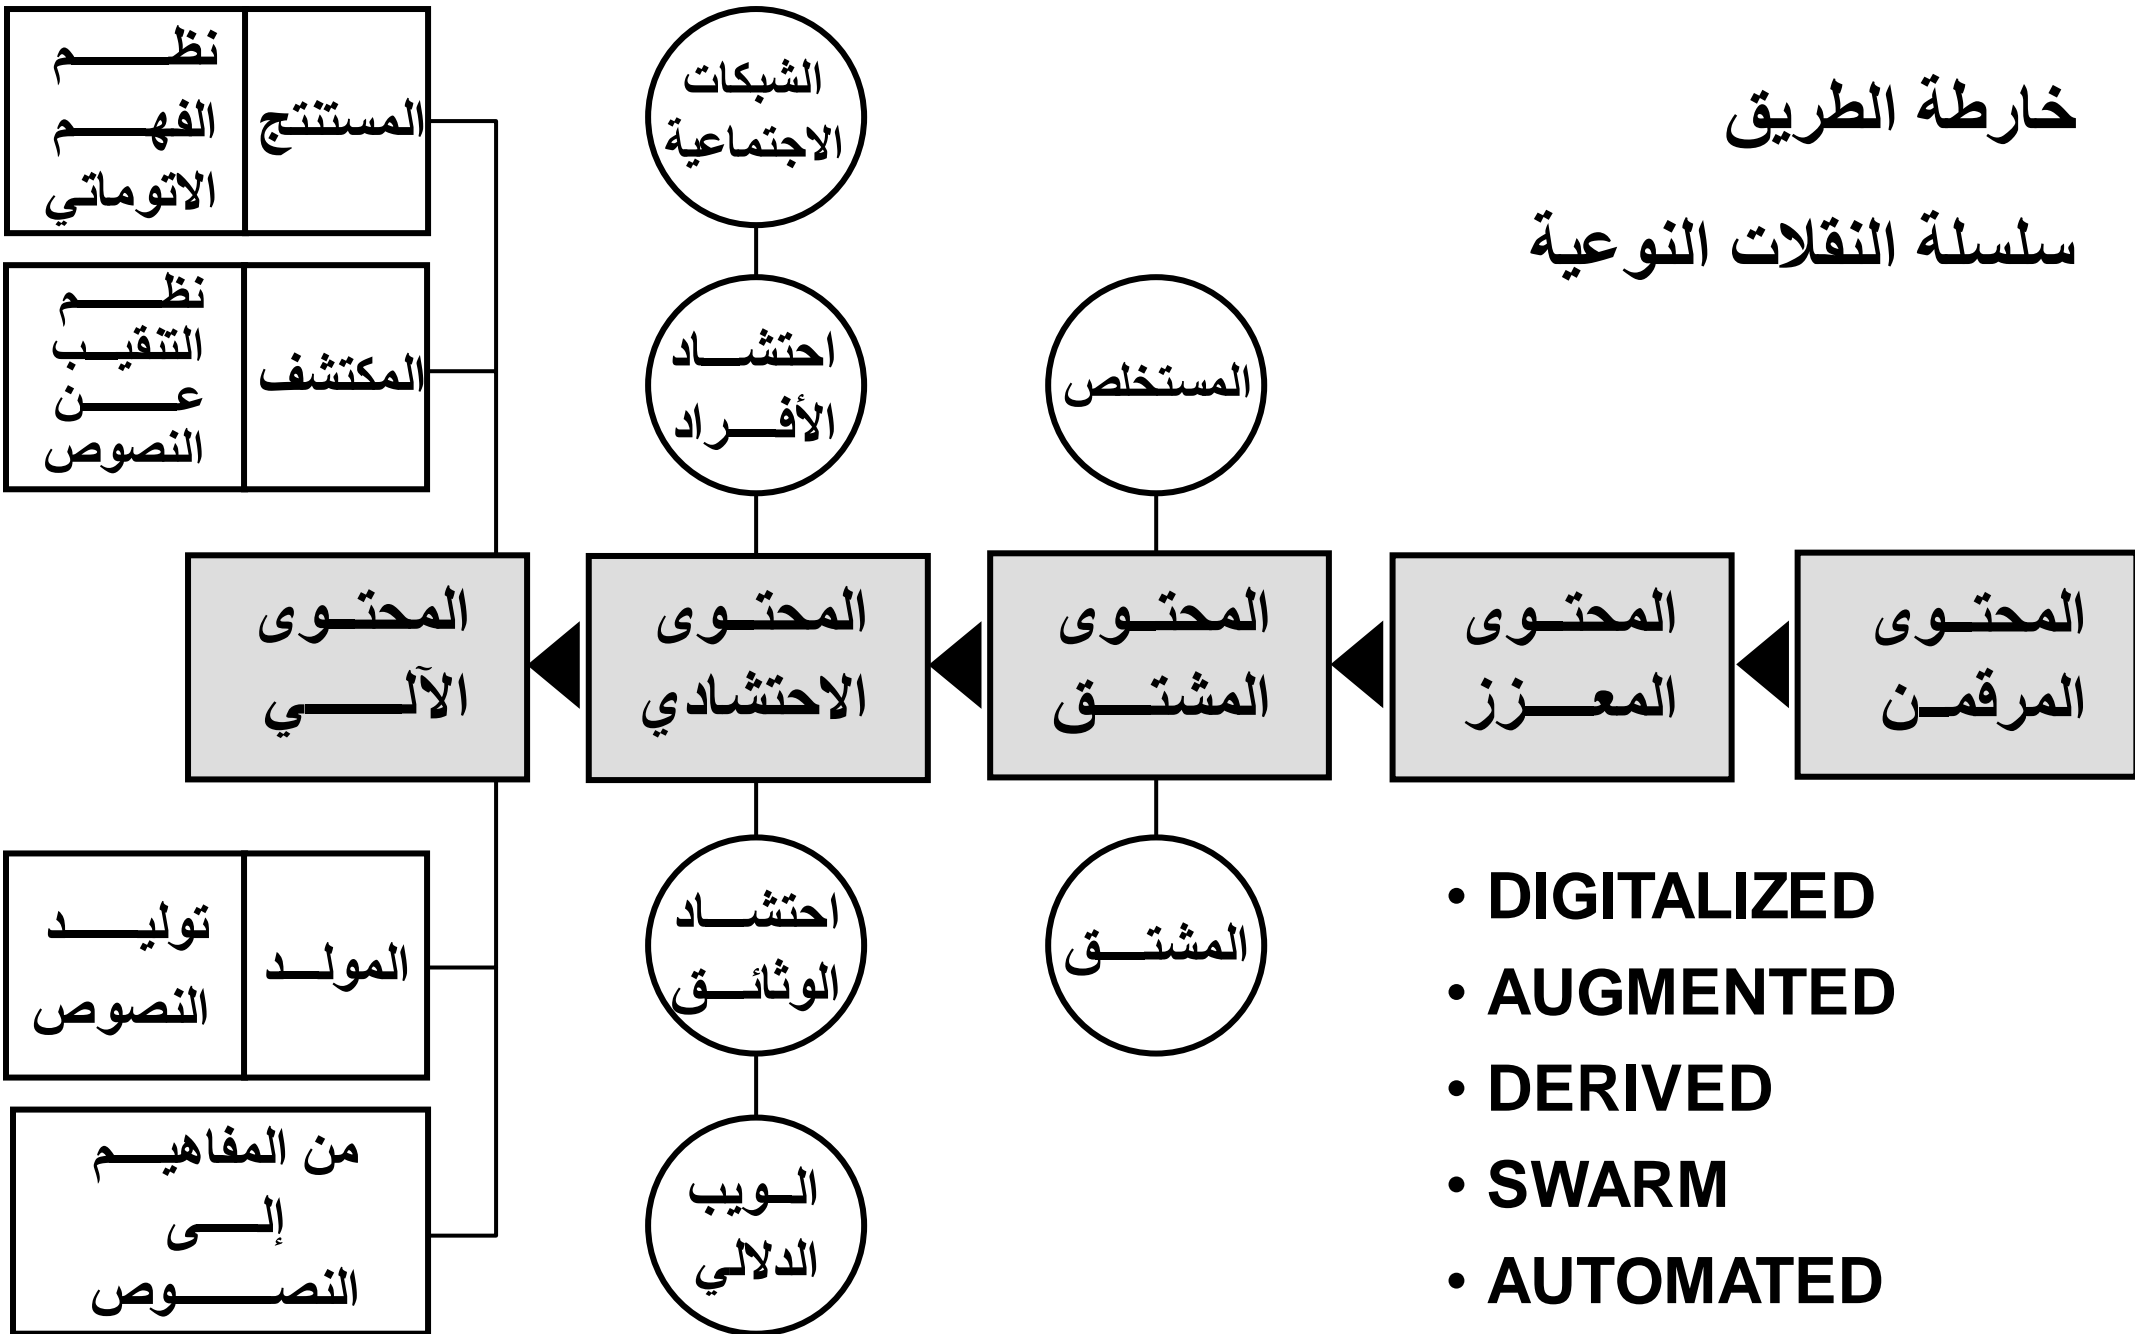 خارطة الطريق
سلسلة النقلات النوعية
المحتوى
المرقمن
المحتوى
المعزز
المستخلص
المحتوى
المشتق
المشتق
الشبكات
الاجتماعية
احتشاد
الأفراد
المحتوى
الاحتشادي
احتشاد
الوثائق
الويب
الدلالي
المستنتج
نظم
الفهم
الاتوماتي
المكتشف
نظم
التنقيب
عن
النصوص
المحتوى
الآلي
المولد
توليد
النصوص
من المفاهيم
إلى
النصوص
• DIGITALIZED
• AUGMENTED
• DERIVED
• SWARM
• AUTOMATED